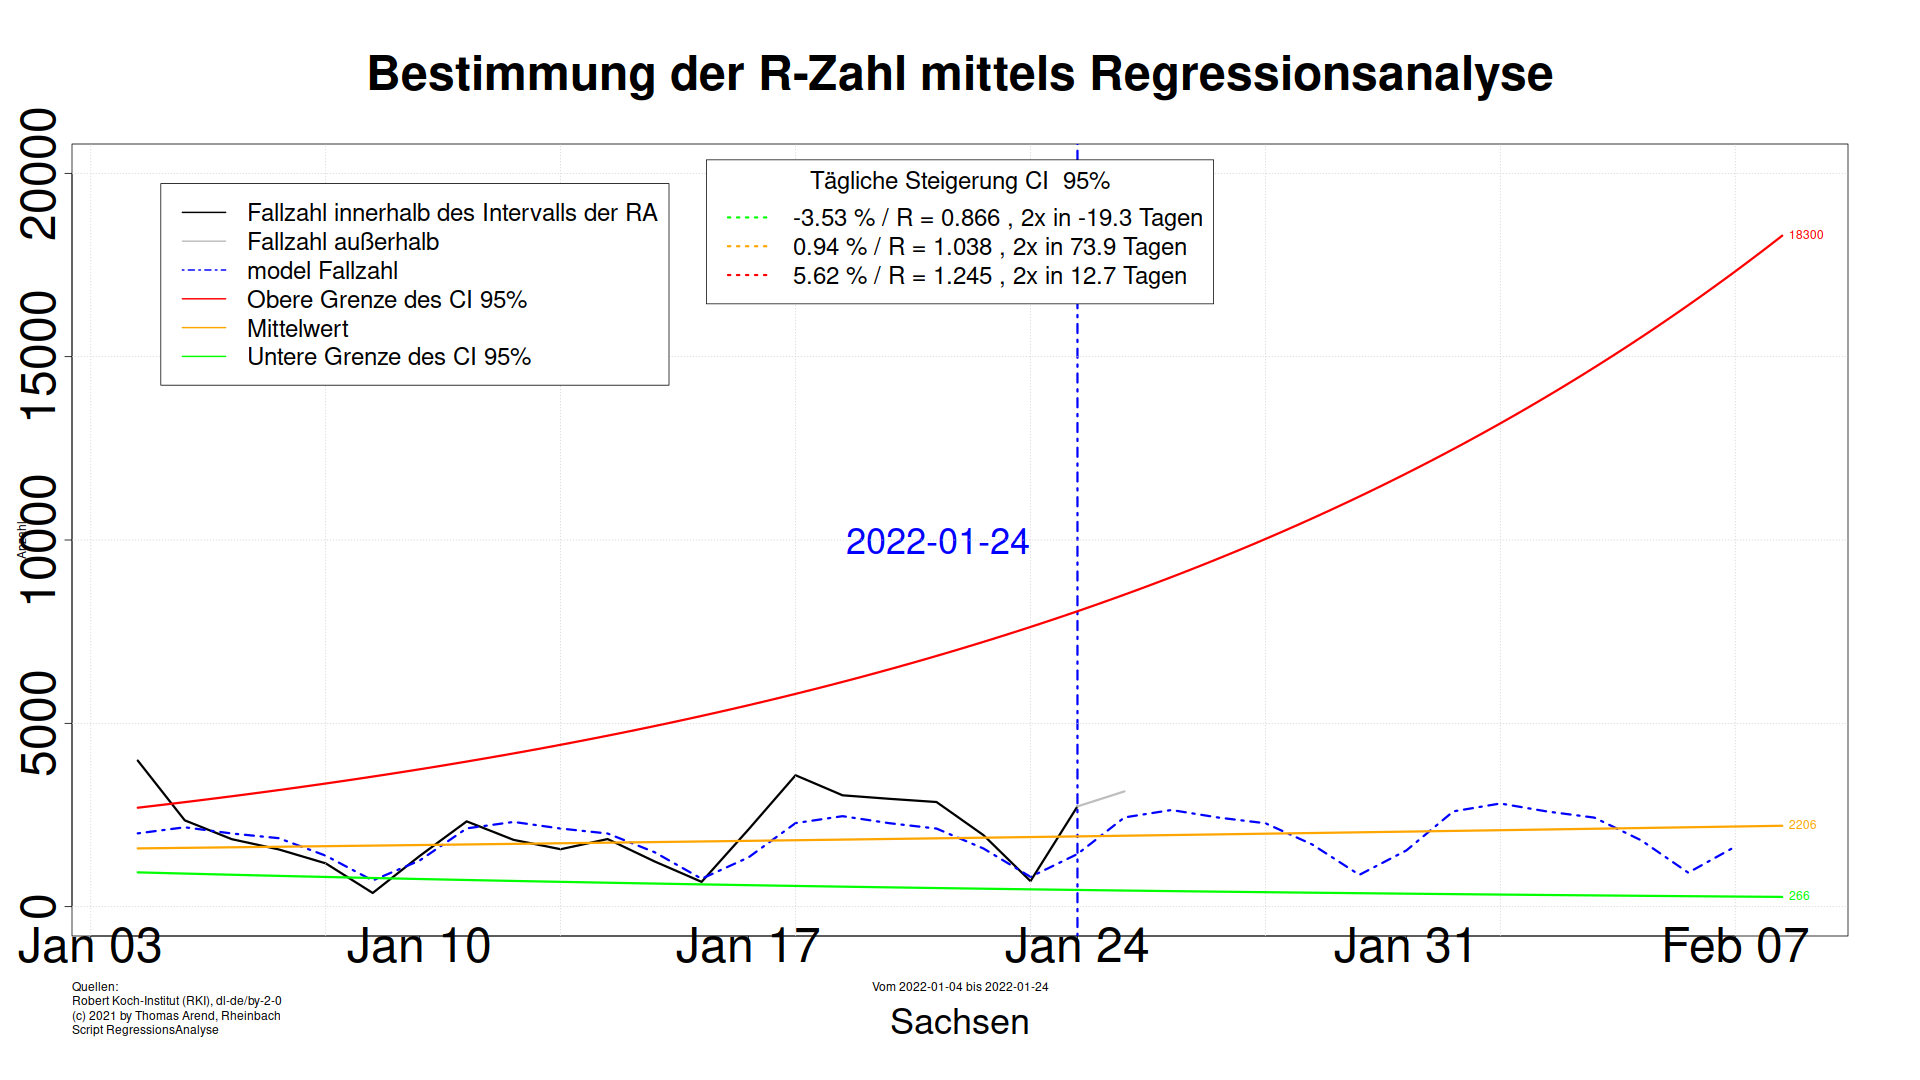 Bestimmung der R-Zahl mittels Regressionsanalyse
20000
15000
10000
5000
0
Anzahl
Fallzahl innerhalb des Intervalls der RA
Fallzahl außerhalb
model Fallzahl
Obere Grenze des CI 95%
Mittelwert
Untere Grenze des CI 95%
Tägliche Steigerung CI 95%
-3.53 % / R = 0.866 , 2x in -19.3 Tagen
0.94 % / R = 1.038 , 2x in 73.9 Tagen
5.62 % / R = 1.245 , 2x in 12.7 Tagen
18300
2022-01-24
2206
266
Jan 03 Jan 10 Jan 17 Jan 24 Jan 31 Feb 07
Quellen:
Robert Koch-Institut (RKI), dl-de/by-2-0
(c) 2021 by Thomas Arend, Rheinbach
Script RegressionsAnalyse
Vom 2022-01-04 bis 2022-01-24
Sachsen